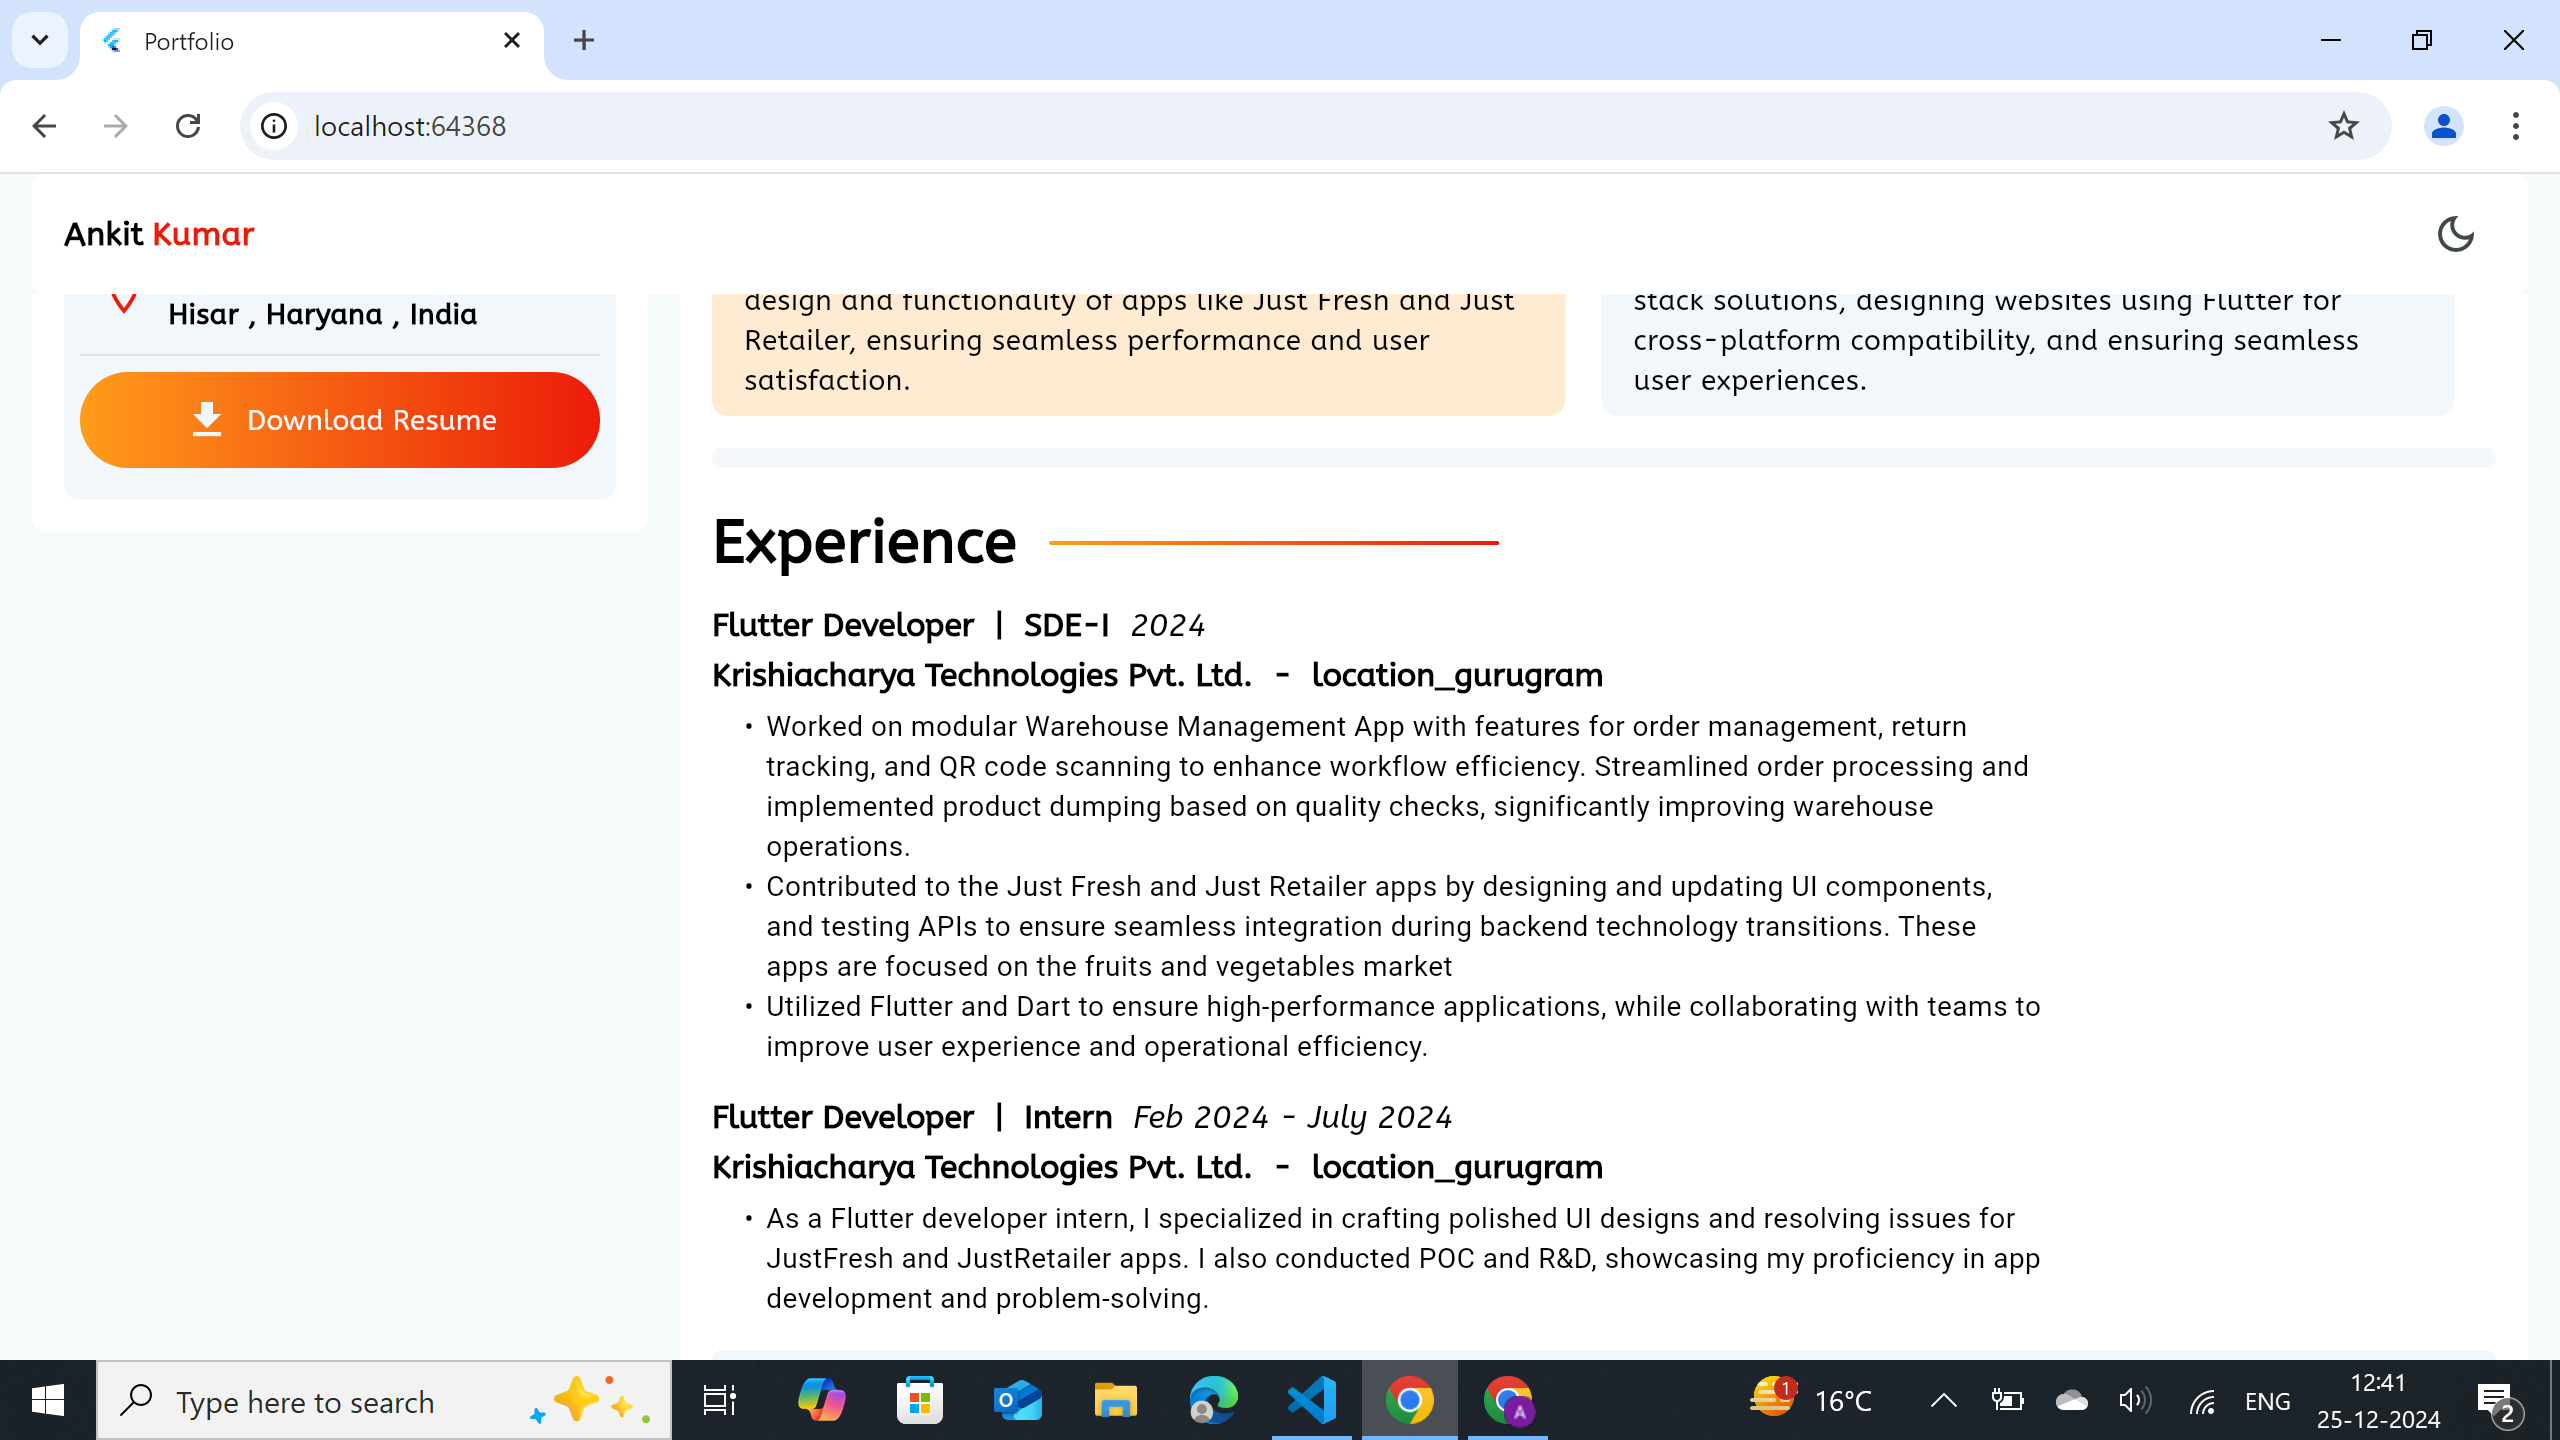 Portfolio
localhost:64368
Ankit Kumar
Hisar , Haryana , India
Download Resume
design and functionality of apps like Just Fresh and Just
Retailer, ensuring seamless performance and user
satisfaction.
stack solutions, designing websites using Flutter for
cross-platform compatibility, and ensuring seamless
user experiences.
Experience
Flutter Developer | SDE-I 2024
Krishiacharya Technologies Pvt. Ltd. - location_gurugram
• Worked on modular Warehouse Management App with features for order management, return
tracking, and QR code scanning to enhance workflow efficiency. Streamlined order processing and
implemented product dumping based on quality checks, significantly improving warehouse
operations.
• Contributed to the Just Fresh and Just Retailer apps by designing and updating UI components,
and testing APIs to ensure seamless integration during backend technology transitions. These
apps are focused on the fruits and vegetables market
• Utilized Flutter and Dart to ensure high-performance applications, while collaborating with teams to
improve user experience and operational efficiency.
Flutter Developer | Intern Feb 2024 - July 2024
Krishiacharya Technologies Pvt. Ltd. - location_gurugram
• As a Flutter developer intern, I specialized in crafting polished UI designs and resolving issues for
JustFresh and JustRetailer apps. I also conducted POC and R&D, showcasing my proficiency in app
development and problem-solving.
Type here to search
O
A
1
16°C
ENG
12:41
25-12-2024
2